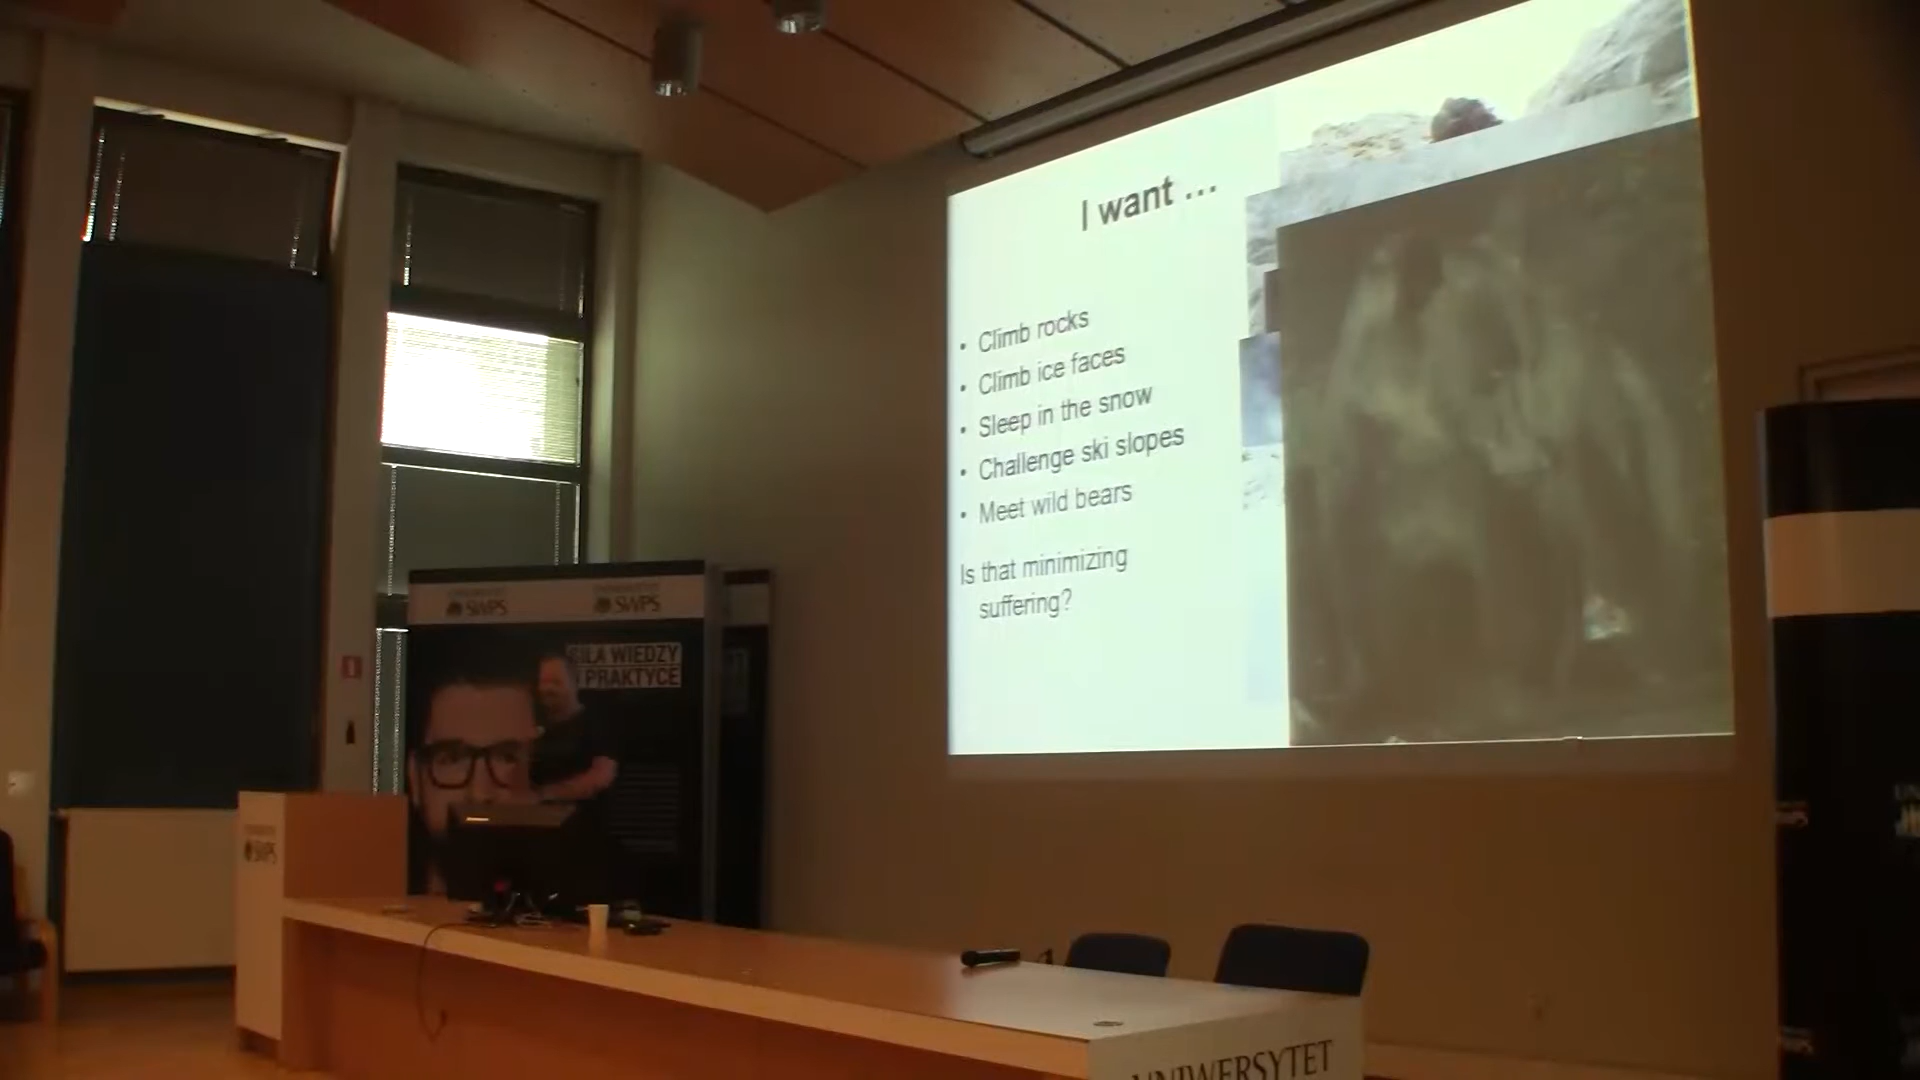 I want ...
• Climb rocks
• Climb ice faces
• Sleep in the snow
• Challenge ski slopes
• Meet wild bears
Is that minimizing
suffering?
SWPS
SWPS
SIŁA WIEDZY
PRAKTYCE
SWPS
UNIWERSYTET